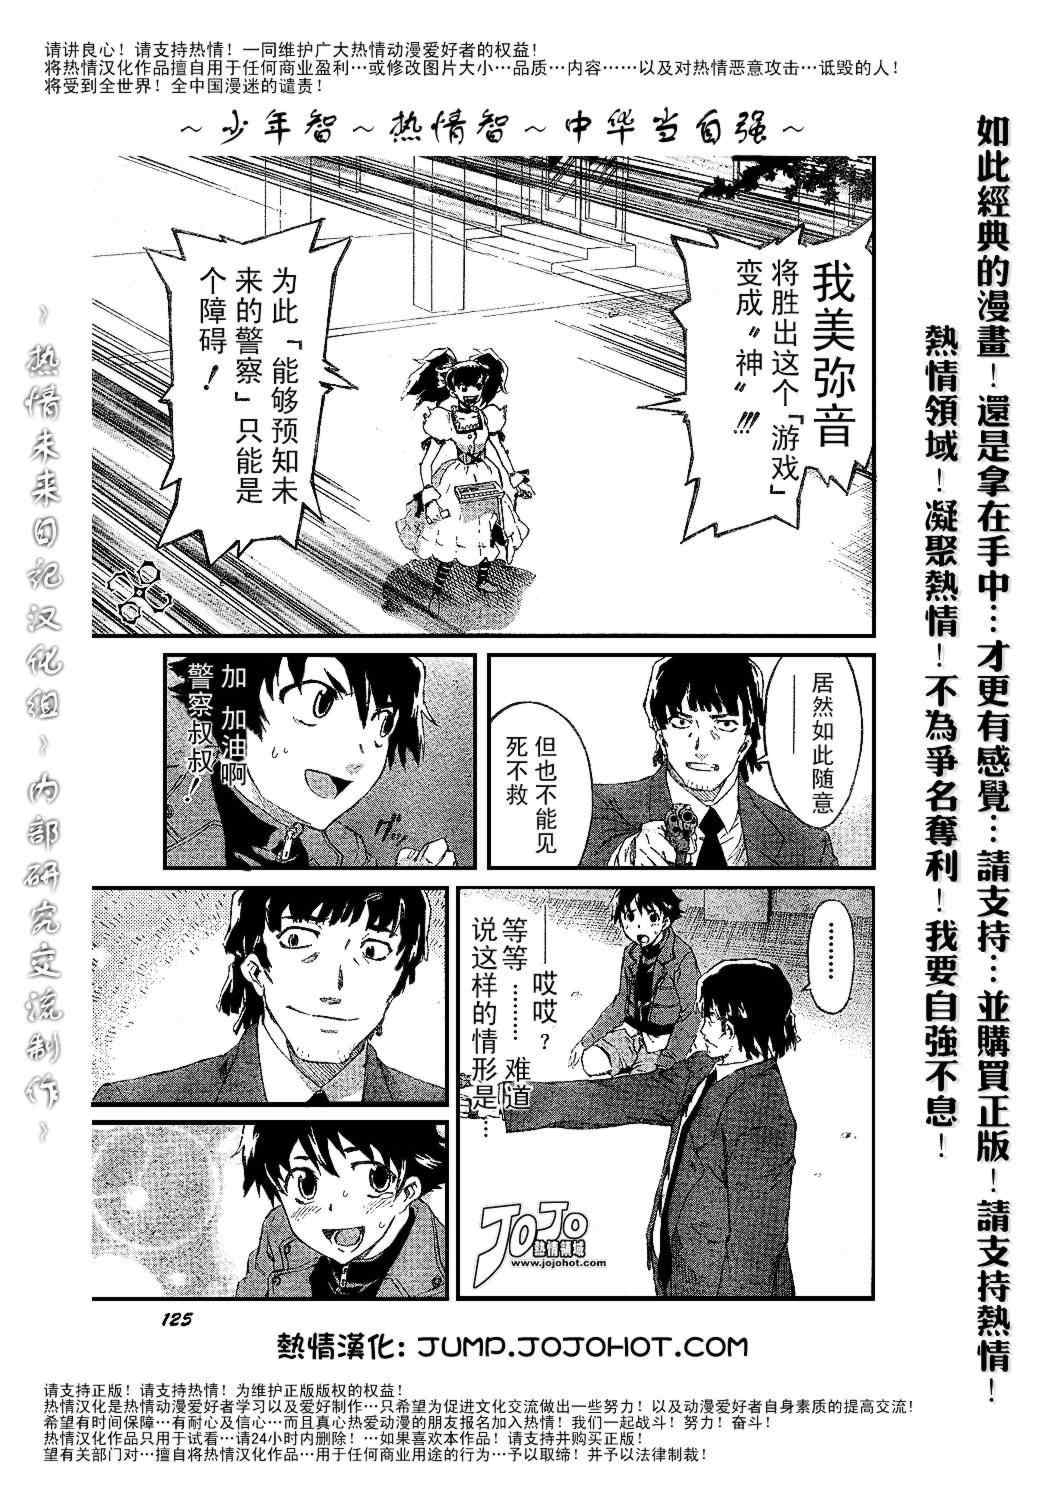 请讲良心！请支持热情！一同维护广大热情动漫爱好者的权益！
将热情汉化作品擅自用于任何商业盈利…或修改图片大小…品质…内容……以及对热情恶意攻击…诋毁的人！
将受到全世界！全中国漫迷的谴责！
～少年智～热情智～中华当自强～
如此經典的漫畫！還是拿在手中…才更有感覺…請支持…並購買正版！請支持熱情！
熱情領域！凝聚熱情！不為爭名奪利！我要自強不息！
我美弥音
将胜出这个「游戏」
变成〝神〞!!!
为此「能够预知未
来的警察」只能是
个障碍！
居然如此随意
——
但也不能见
死不救
加 加油啊
警察叔叔！
………
——哎哎？
等等……难道
说这样的情形是…
JOJO
熱情領域
www.jojohot.com
～热情未来日记汉化组～内部研究交流制作～
125
熱情漢化: JUMP.JOJOHOT.COM
请支持正版！请支持热情！为维护正版版权的权益！
热情汉化是热情动漫爱好者学习以及爱好制作…只希望为促进文化交流做出一些努力！以及动漫爱好者自身素质的提高交流！
希望有时间保障…有耐心及信心…而且真心热爱动漫的朋友报名加入热情！我们一起战斗！努力！奋斗！
热情汉化作品只用于试看…请24小时内删除！…如果喜欢本作品！请支持并购买正版！
望有关部门对…擅自将热情汉化作品…用于任何商业用途的行为…予以取缔！并予以法律制裁！